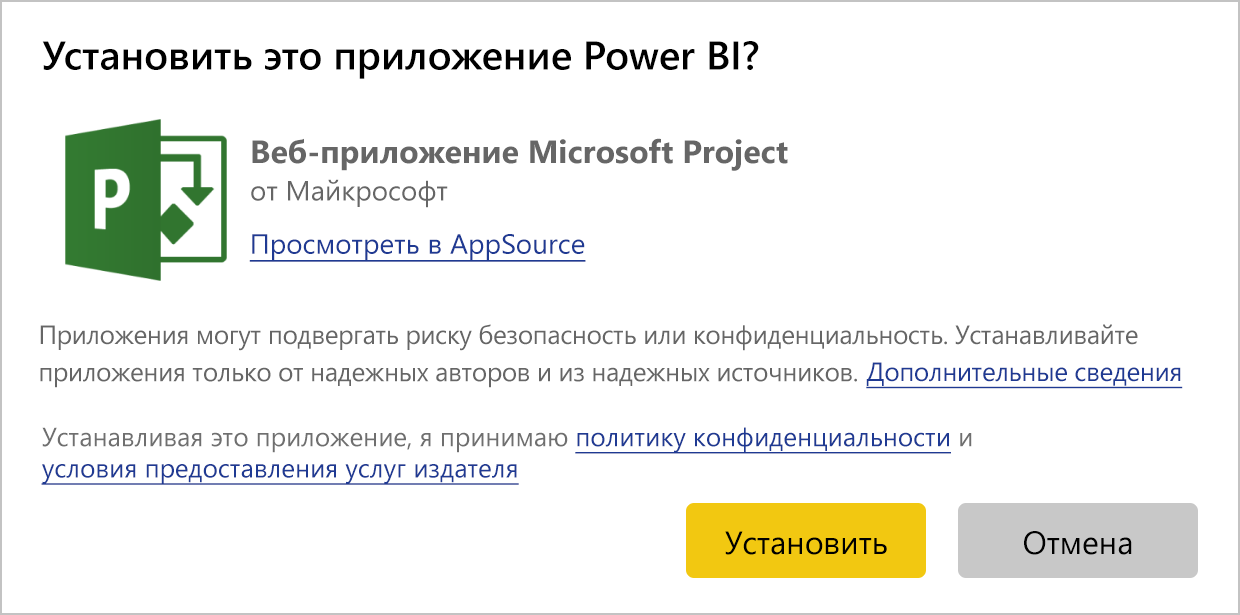 Установить это приложение Power BI?
P
Веб-приложение Microsoft Project
от Майкрософт
Просмотреть в AppSource
Приложения могут подвергать риску безопасность или конфиденциальность. Устанавливайте
приложения только от надежных авторов и из надежных источников. Дополнительные сведения
Устанавливая это приложение, я принимаю политику конфиденциальности и
условия предоставления услуг издателя
Установить Отмена